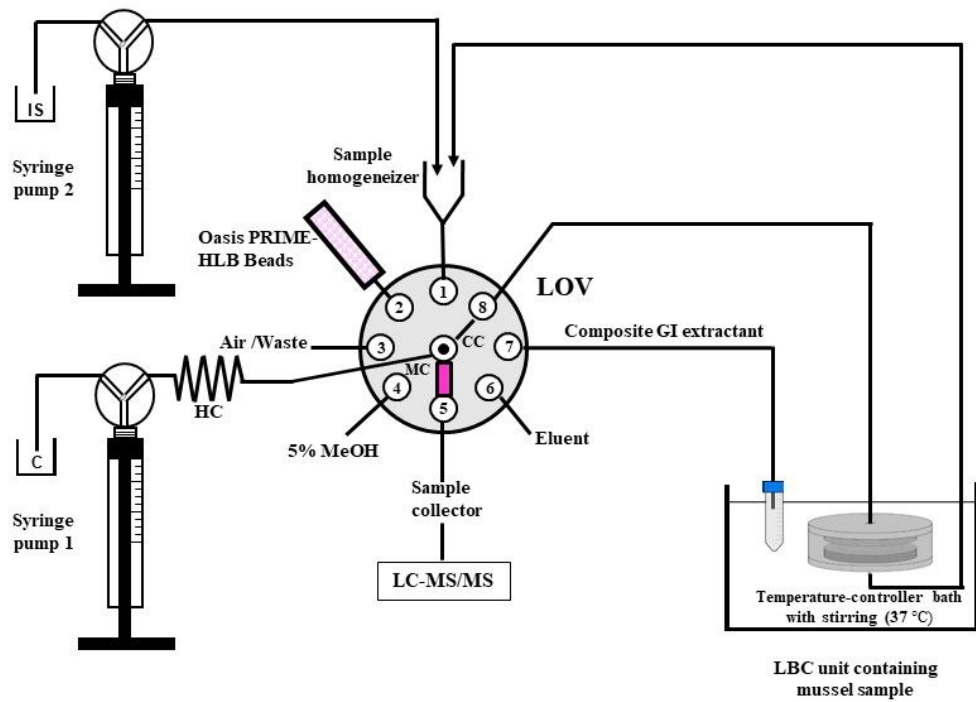 IS
Syringe
pump 2
Sample
homogeneizer
Oasis PRIME-
HLB Beads
LOV
1
2
8
3
7
4
6
5
CC
MC
Air /Waste
Composite GI extractant
HC
5% MeOH
Eluent
C
Syringe
pump 1
Sample
collector
LC-MS/MS
Temperature-controller bath
with stirring (37 °C)
LBC unit containing
mussel sample